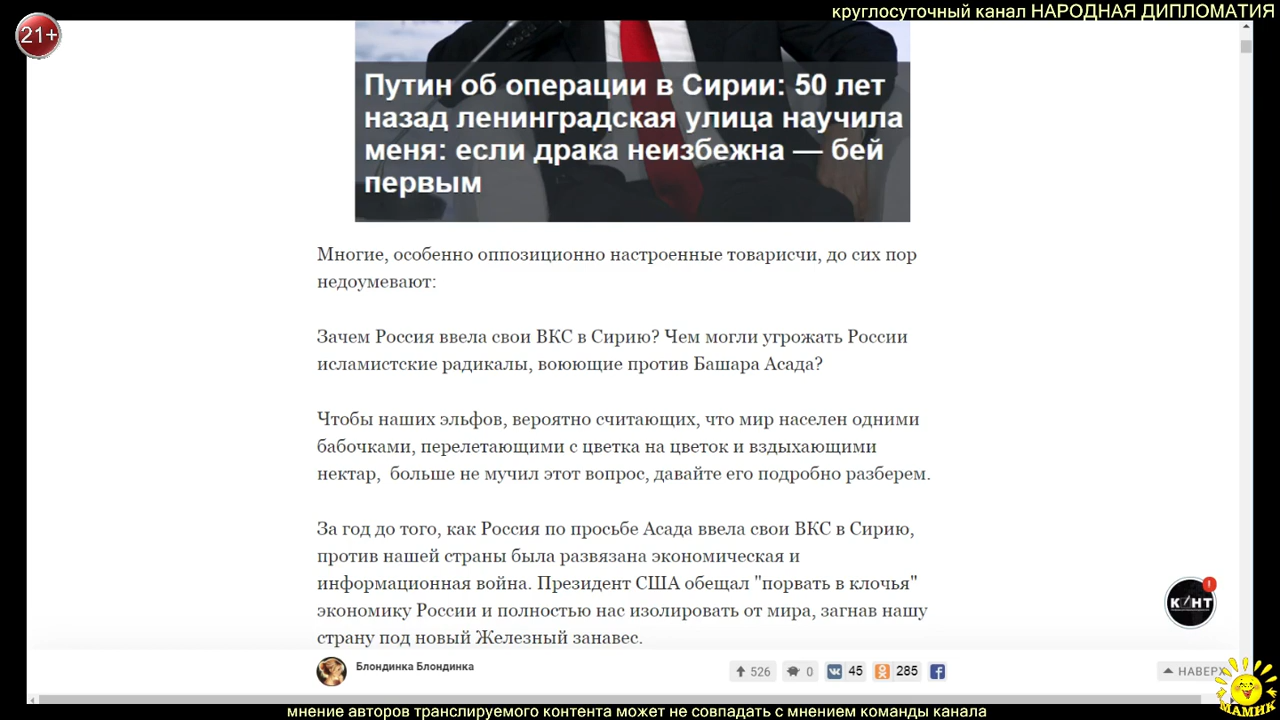 круглосуточный канал НАРОДНАЯ ДИПЛОМАТИЯ
21+
Путин об операции в Сирии: 50 лет
назад ленинградская улица научила
меня: если драка неизбежна — бей
первым
Многие, особенно оппозиционно настроенные товарисчи, до сих пор
недоумевают:
Зачем Россия ввела свои ВКС в Сирию? Чем могли угрожать России
исламистские радикалы, воюющие против Башара Асада?
Чтобы наших эльфов, вероятно считающих, что мир населен одними
бабочками, перелетающими с цветка на цветок и вздыхающими
нектар, больше не мучил этот вопрос, давайте его подробно разберем.
За год до того, как Россия по просьбе Асада ввела свои ВКС в Сирию,
против нашей страны была развязана экономическая и
информационная война. Президент США обещал "порвать в клочья"
экономику России и полностью нас изолировать от мира, загнав нашу
страну под новый Железный занавес.
КОНТ
Блондинка Блондинка
526 0 45 285
НАВЕРХ
МАМИК
мнение авторов транслируемого контента может не совпадать с мнением команды канала